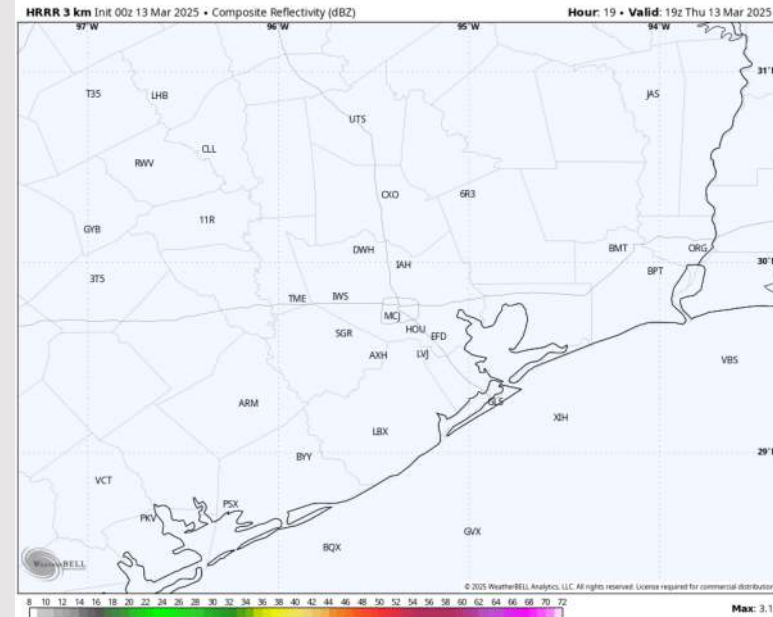 HRRR 3 km Init 00z 13 Mar 2025 • Composite Reflectivity (dBZ) Hour: 19 • Valid: 19z Thu 13 Mar 2025
97°W 96°W 95°W 94°W
31°
T35 LHB JAS
UTS
CLL
RWV
CXO 6R3
11R
GYB
DWH BMT ORG
IAH 30°
3T5 BPT
TME IWS
MCJ
SGR HOU EFD
AXH LVJ VBS
ARM GLS
XIH
LBX
BYY 29°
VCT
PSX
PKV
GVX
BQX
WeatherBELL
© 2025 WeatherBELL Analytics, LLC. All rights reserved. License required for commercial distribution
8 10 12 14 16 18 20 22 24 26 28 30 32 34 36 38 40 42 44 46 48 50 52 54 56 58 60 62 64 66 68 70 72 Max: 3.1